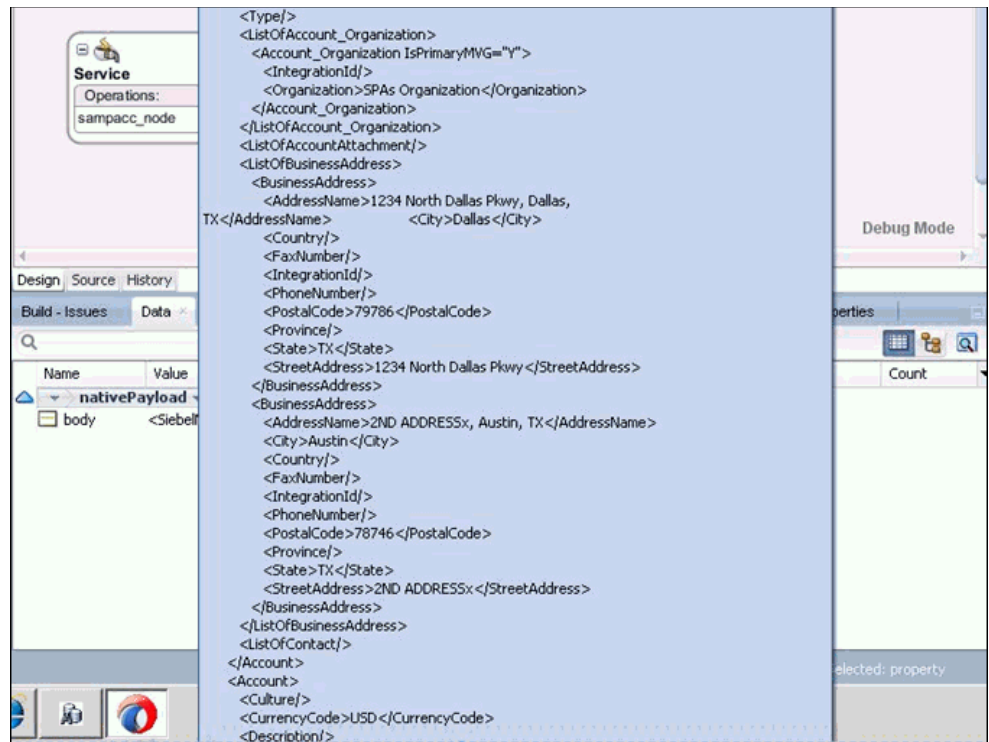 Service
Operations:
sampacc_node
<Type/>
<ListOfAccount_Organization>
<Account_Organization IsPrimaryMVG="Y">
<IntegrationId/>
<Organization>SPAs Organization</Organization>
</Account_Organization>
</ListOfAccount_Organization>
<ListOfAccountAttachment/>
<ListOfBusinessAddress>
<BusinessAddress>
<AddressName>1234 North Dallas Pkwy, Dallas,
TX</AddressName> <City>Dallas</City>
<Country/>
<FaxNumber/>
<IntegrationId/>
<PhoneNumber/>
<PostalCode>79786</PostalCode>
<Province/>
<State>TX</State>
<StreetAddress>1234 North Dallas Pkwy</StreetAddress>
</BusinessAddress>
<BusinessAddress>
<AddressName>2ND ADDRESSx, Austin, TX</AddressName>
<City>Austin</City>
<Country/>
<FaxNumber/>
<IntegrationId/>
<PhoneNumber/>
<PostalCode>78746</PostalCode>
<Province/>
<State>TX</State>
<StreetAddress>2ND ADDRESSx</StreetAddress>
</BusinessAddress>
</ListOfBusinessAddress>
<ListOfContact/>
</Account>
<Account>
<Culture/>
<CurrencyCode>USD</CurrencyCode>
<Description/>
Debug Mode
Design Source History
Build - Issues Data perties
Name Value Count
nativePayload
body <Siebel
elected: property